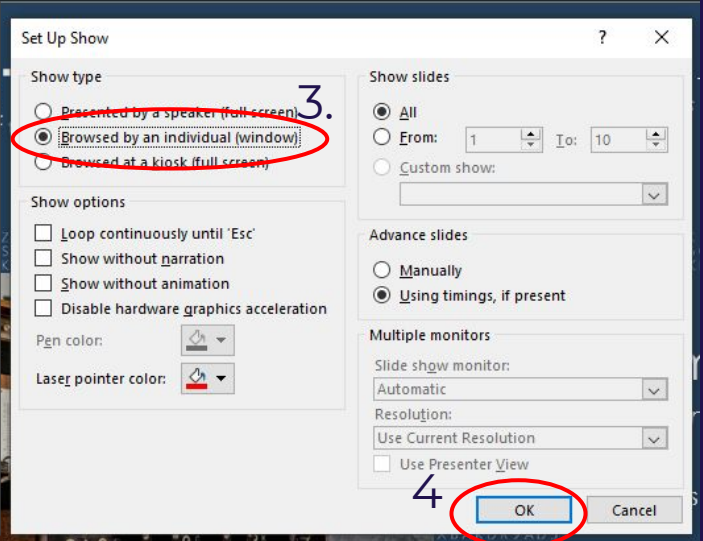 Set Up Show
?
Show type
3.
Presented by a speaker (full screen)
Browsed by an individual (window)
Browsed at a kiosk (full screen)
Show options
Loop continuously until 'Esc'
Show without narration
Show without animation
Disable hardware graphics acceleration
Pen color:
Laser pointer color:
Show slides
All
From: 1 To: 10
Custom show:
Advance slides
Manually
Using timings, if present
Multiple monitors
Slide show monitor:
Automatic
Resolution:
Use Current Resolution
Use Presenter View
4
OK
Cancel